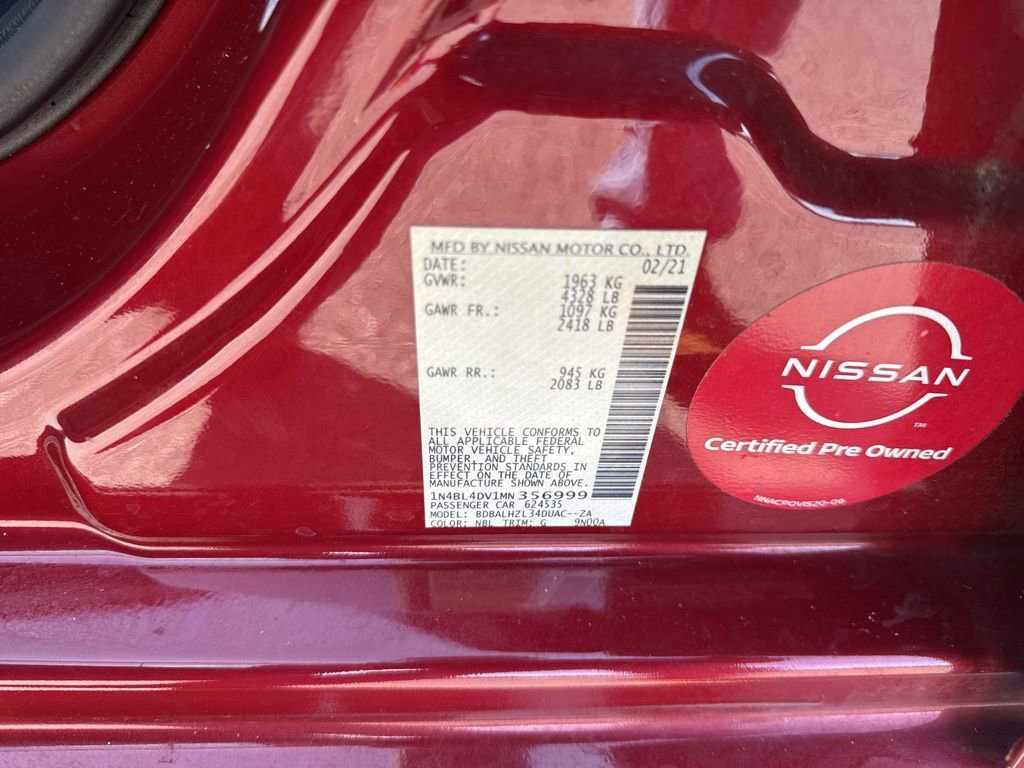 MFD BY NISSAN MOTOR CO., LTD.
DATE: 02/21
GVWR: 1963 KG
4328 LB
GAWR FR.: 1097 KG
2418 LB
GAWR RR.: 945 KG
2083 LB
THIS VEHICLE CONFORMS TO
ALL APPLICABLE FEDERAL
MOTOR VEHICLE SAFETY,
BUMPER, AND THEFT
PREVENTION STANDARDS IN
EFFECT ON THE DATE OF
MANUFACTURE SHOWN ABOVE.
1N4BL4DV1MN356999
PASSENGER CAR 624535
MODEL: BDBALHZL34DUAC--ZA
COLOR: NBL TRIM: G 9N00A
NISSAN
TM
Certified Pre Owned
NNACPOVIS20-06